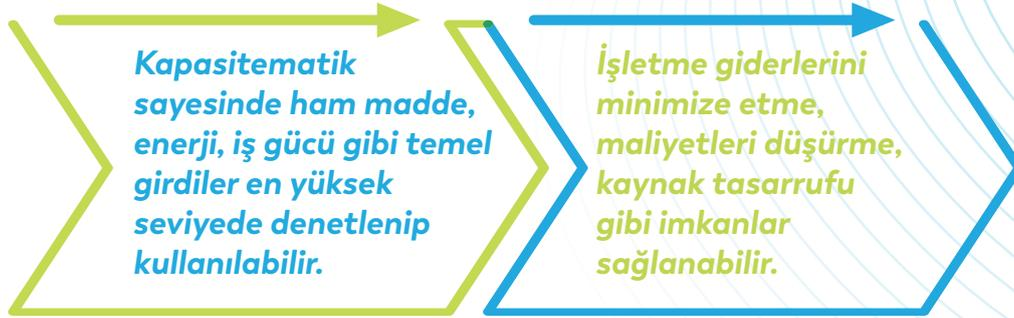 Kapasitematik
sayesinde ham madde,
enerji, iş gücü gibi temel
girdiler en yüksek
seviyede denetlenip
kullanılabilir.
İşletme giderlerini
minimize etme,
maliyetleri düşürme,
kaynak tasarrufu
gibi imkanlar
sağlanabilir.